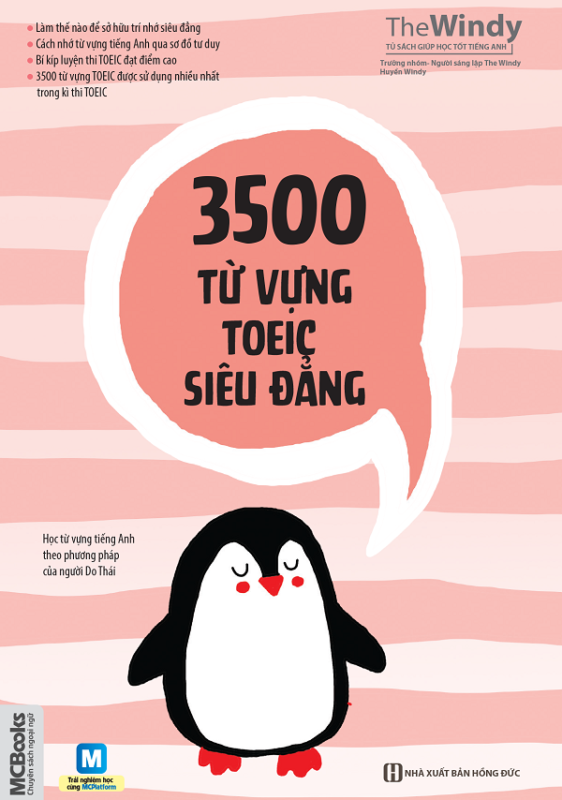 Làm thế nào để sở hữu trí nhớ siêu đẳng
Cách nhớ từ vựng tiếng Anh qua sơ đồ tư duy
Bí kíp luyện thi TOEIC đạt điểm cao
3500 từ vựng TOEIC được sử dụng nhiều nhất
trong kì thi TOEIC
TheWindy
TỦ SÁCH GIÚP HỌC TỐT TIẾNG ANH
Trưởng nhóm- Người sáng lập The Windy
Huyền Windy
3500
TỪ VỰNG
TOEIC
SIÊU ĐẲNG
Học từ vựng tiếng Anh
theo phương pháp
của người Do Thái
MCBooks
Chuyên sách ngoại ngữ
M
Trải nghiệm học
cùng MCPlatform
NHÀ XUẤT BẢN HỒNG ĐỨC